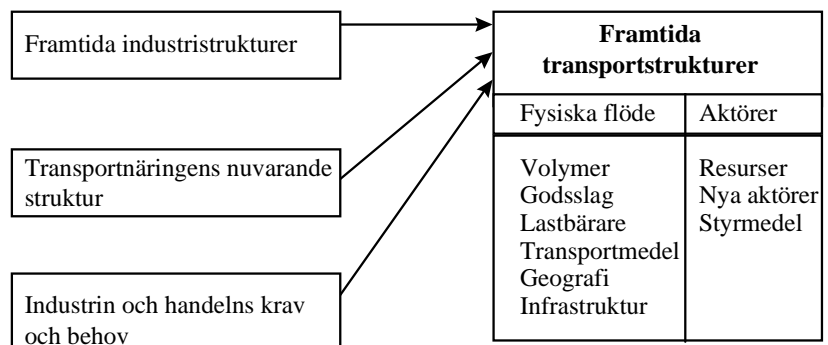 Framtida industristrukturer
Transportnäringens nuvarande
struktur
Industrin och handelns krav
och behov
Framtida
transportstrukturer
Fysiska flöde
Aktörer
Volymer
Godsslag
Lastbärare
Transportmedel
Geografi
Infrastruktur
Resurser
Nya aktörer
Styrmedel